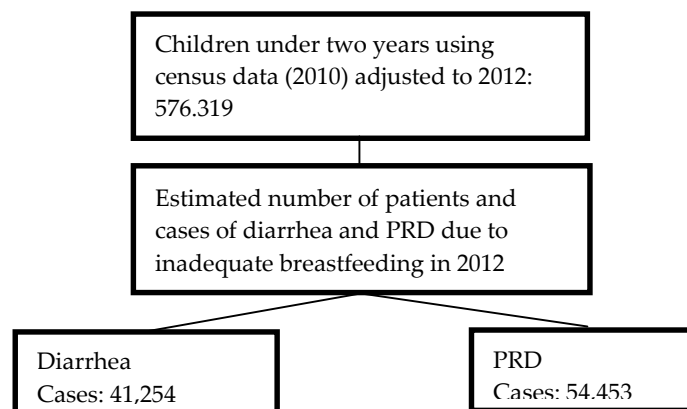 Children under two years using
census data (2010) adjusted to 2012:
576.319
Estimated number of patients and
cases of diarrhea and PRD due to
inadequate breastfeeding in 2012
Diarrhea
Cases: 41,254
PRD
Cases: 54,453